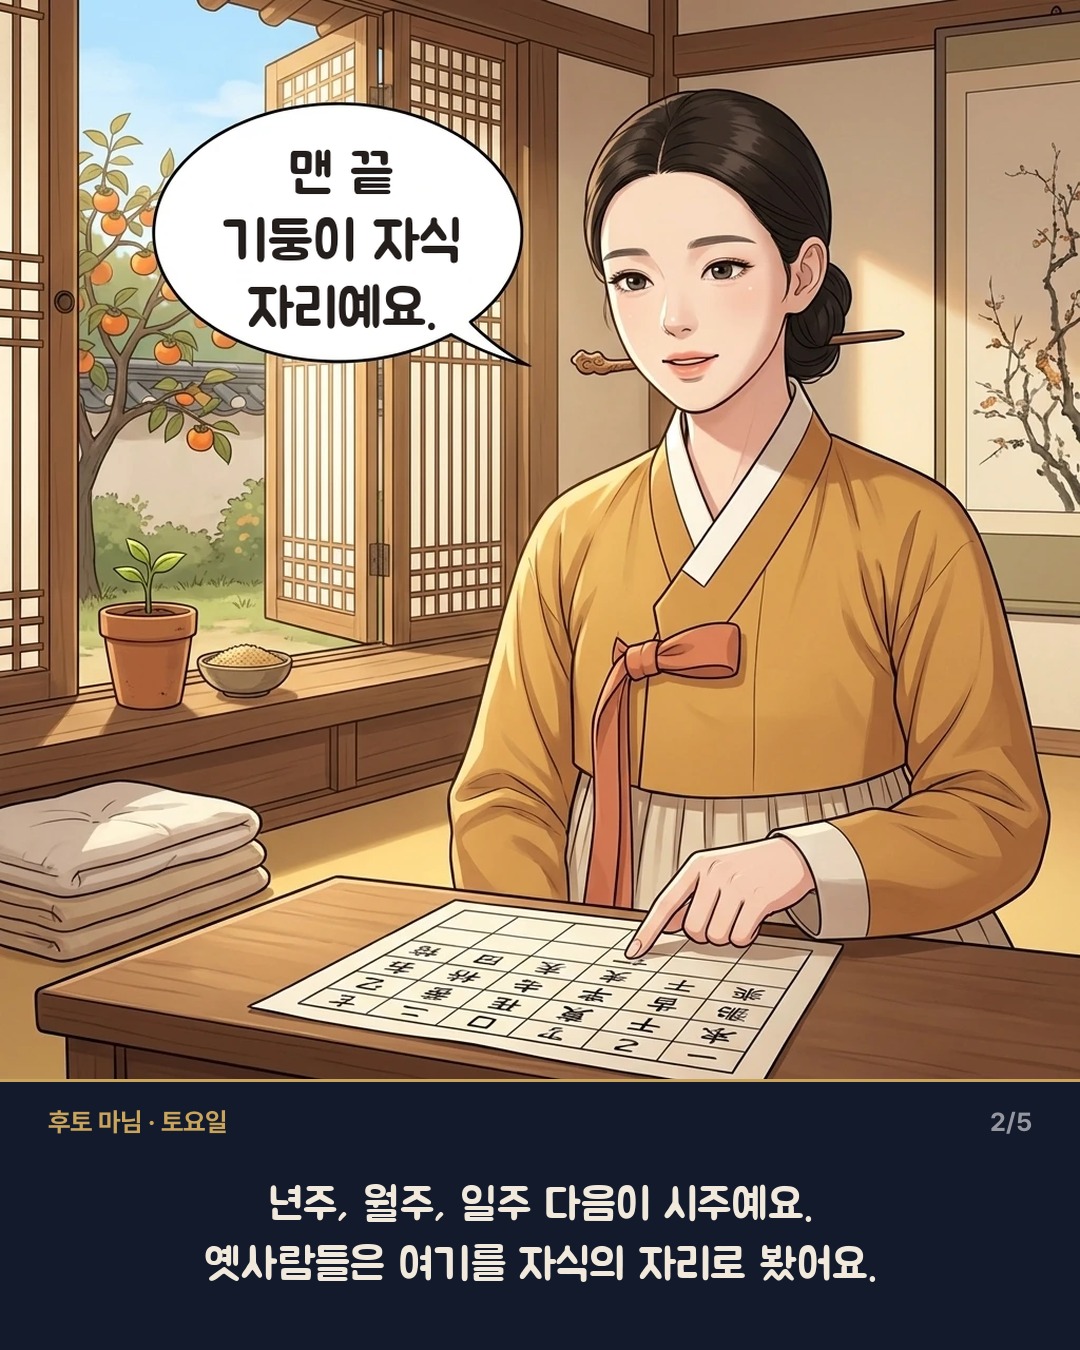 맨 끝
기둥이 자식
자리예요.
후토 마님 · 토요일
2/5
년주, 월주, 일주 다음이 시주예요.
옛사람들은 여기를 자식의 자리로 봤어요.